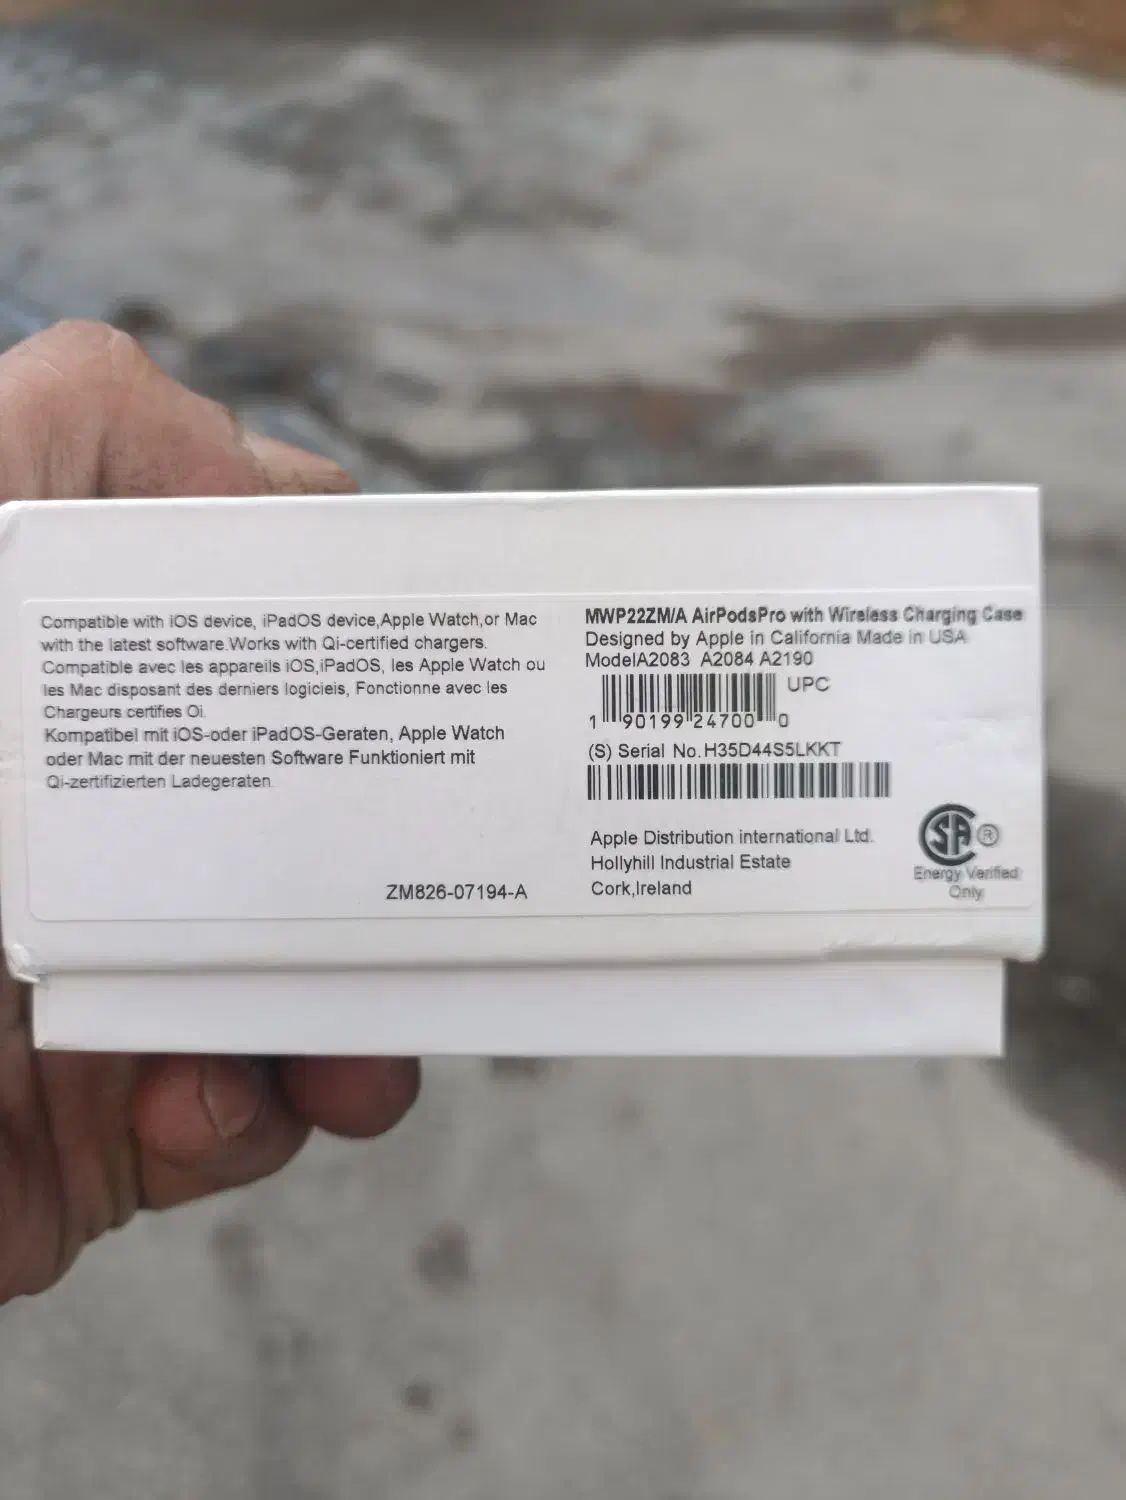 Compatible with iOS device, iPadOS device,Apple Watch,or Mac
with the latest software.Works with Qi-certified chargers.
Compatible avec les appareils iOS,iPadOS, les Apple Watch ou
les Mac disposant des derniers logicieis, Fonctionne avec les
Chargeurs certifies Oi.
Kompatibel mit iOS-oder iPadOS-Geraten, Apple Watch
oder Mac mit der neuesten Software Funktioniert mit
Qi-zertifizierten Ladegeraten.
ZM826-07194-A
MWP22ZM/A AirPodsPro with Wireless Charging Case
Designed by Apple in California Made in USA
ModelA2083 A2084 A2190
UPC
1 90199 24700 0
(S) Serial No.H35D44S5LKKT
Apple Distribution international Ltd.
Hollyhill Industrial Estate
Cork,Ireland
SA ®
Energy Verified
Only